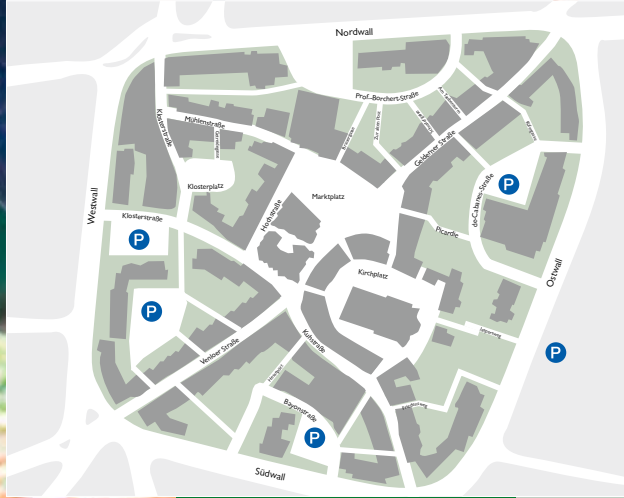 Nordwall
Prof.-Borchert-Straße
Mühlenstraße
Klosterstraße
Geldener Straße
Klosterplatz
de-Cabanes-Straße
Marktplatz
Hochstraße
Westwall
Klosterstraße
P
P
Picardie
Kirchplatz
Ostwall
P
P
Kuhstraße
Venloer Straße
P
Bayonstraße
Südwall